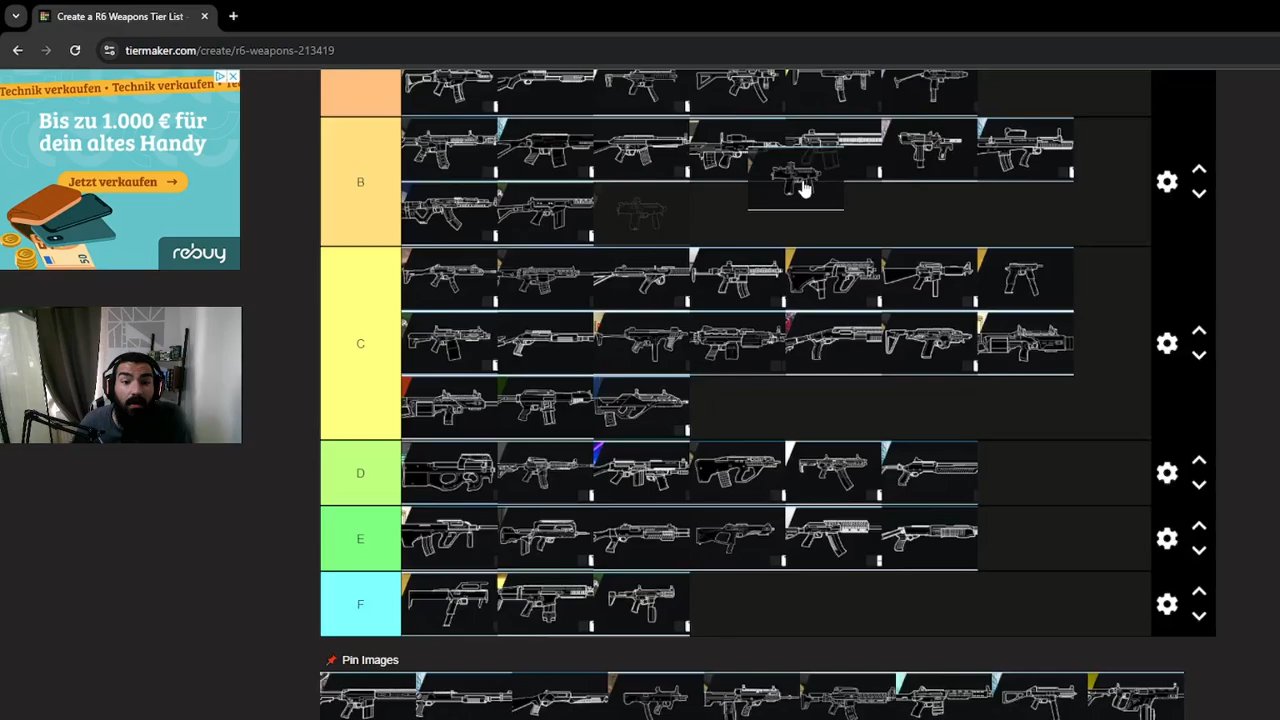 Create a R6 Weapons Tier List -
tiermaker.com/create/r6-weapons-213419
Technik verkaufen • Technik verkaufen •
Bis zu 1.000 € für
dein altes Handy
Jetzt verkaufen →
rebuy
B
C
D
E
F
Pin Images